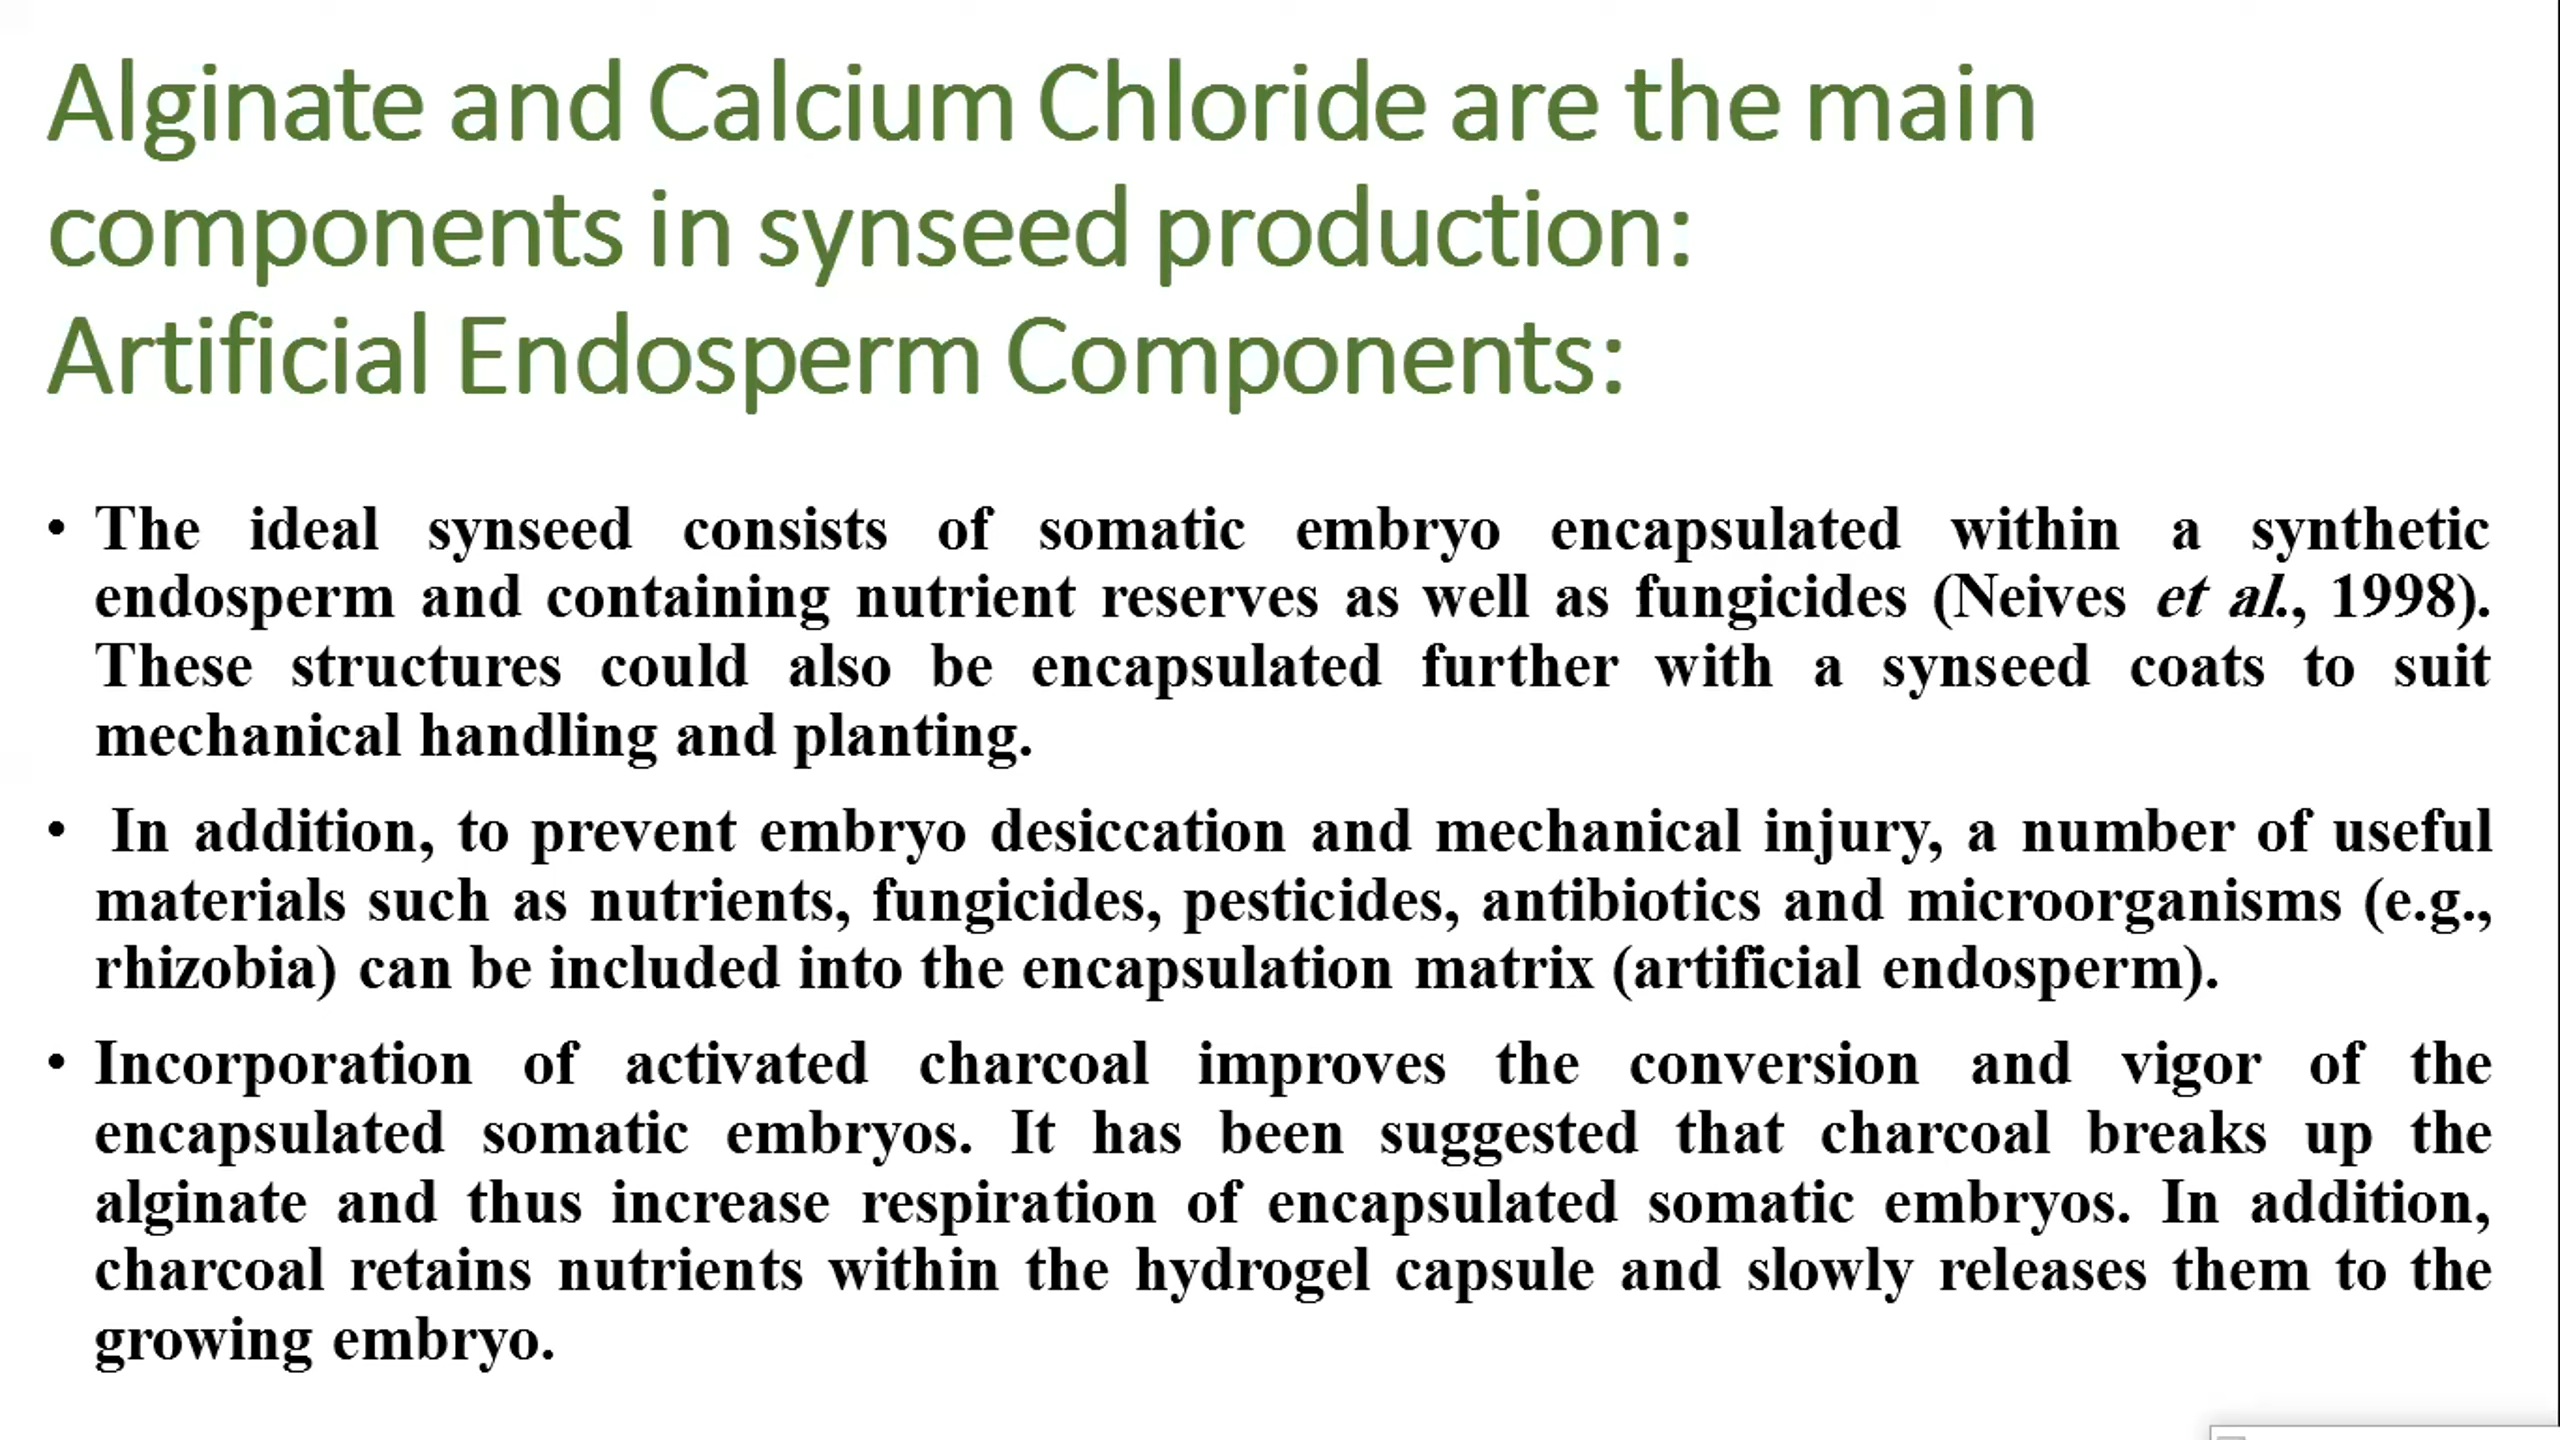 Alginate and Calcium Chloride are the main
components in synseed production:
Artificial Endosperm Components:
• The ideal synseed consists of somatic embryo encapsulated within a synthetic
endosperm and containing nutrient reserves as well as fungicides (Neives et al., 1998).
These structures could also be encapsulated further with a synseed coats to suit
mechanical handling and planting.
• In addition, to prevent embryo desiccation and mechanical injury, a number of useful
materials such as nutrients, fungicides, pesticides, antibiotics and microorganisms (e.g.,
rhizobia) can be included into the encapsulation matrix (artificial endosperm).
• Incorporation of activated charcoal improves the conversion and vigor of the
encapsulated somatic embryos. It has been suggested that charcoal breaks up the
alginate and thus increase respiration of encapsulated somatic embryos. In addition,
charcoal retains nutrients within the hydrogel capsule and slowly releases them to the
growing embryo.